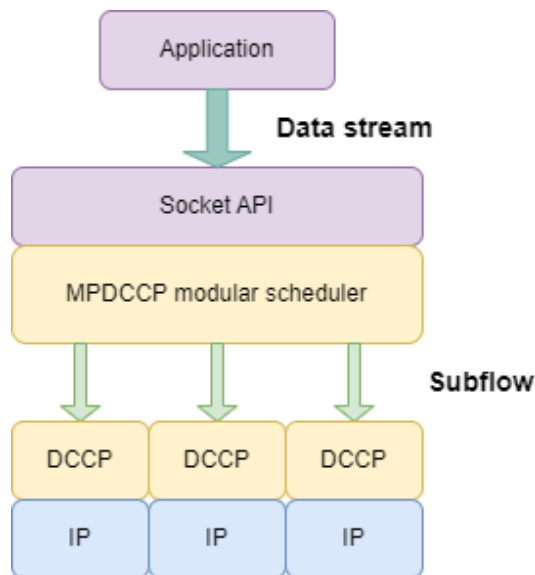 Application
Data stream
Socket API
MPDCCP modular scheduler
Subflow
DCCP DCCP DCCP
IP IP IP